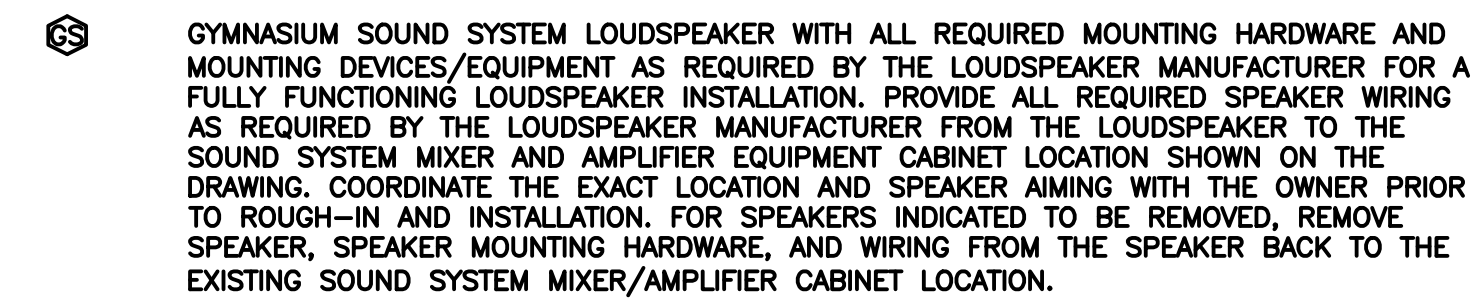 GS GYMNASIUM SOUND SYSTEM LOUDSPEAKER WITH ALL REQUIRED MOUNTING HARDWARE AND
MOUNTING DEVICES/EQUIPMENT AS REQUIRED BY THE LOUDSPEAKER MANUFACTURER FOR A
FULLY FUNCTIONING LOUDSPEAKER INSTALLATION. PROVIDE ALL REQUIRED SPEAKER WIRING
AS REQUIRED BY THE LOUDSPEAKER MANUFACTURER FROM THE LOUDSPEAKER TO THE
SOUND SYSTEM MIXER AND AMPLIFIER EQUIPMENT CABINET LOCATION SHOWN ON THE
DRAWING. COORDINATE THE EXACT LOCATION AND SPEAKER AIMING WITH THE OWNER PRIOR
TO ROUGH-IN AND INSTALLATION. FOR SPEAKERS INDICATED TO BE REMOVED, REMOVE
SPEAKER, SPEAKER MOUNTING HARDWARE, AND WIRING FROM THE SPEAKER BACK TO THE
EXISTING SOUND SYSTEM MIXER/AMPLIFIER CABINET LOCATION.